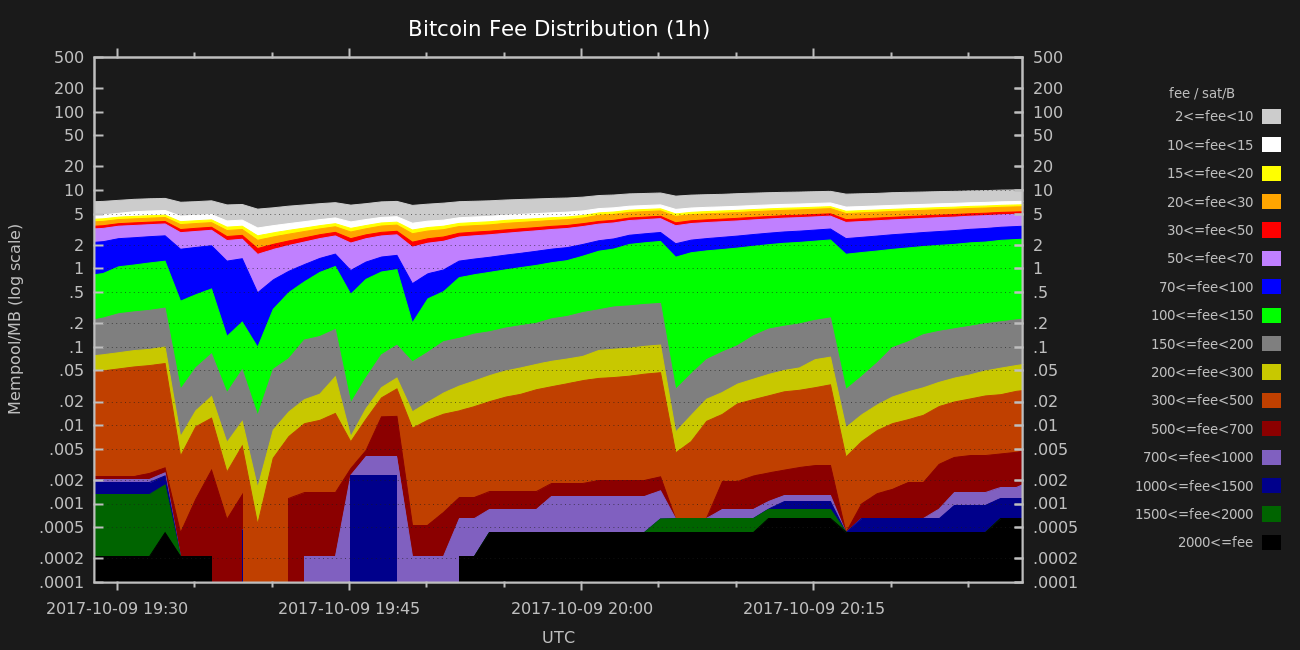 Bitcoin Fee Distribution (1h)
Mempool/MB (log scale)
500
200
100
50
20
10
5
2
1
.5
.2
.1
.05
.02
.01
.005
.002
.001
.0005
.0002
.0001
500
200
100
50
20
10
5
2
1
.5
.2
.1
.05
.02
.01
.005
.002
.001
.0005
.0002
.0001
2017-10-09 19:30
2017-10-09 19:45
2017-10-09 20:00
2017-10-09 20:15
UTC
fee / sat/B
2<=fee<10
10<=fee<15
15<=fee<20
20<=fee<30
30<=fee<50
50<=fee<70
70<=fee<100
100<=fee<150
150<=fee<200
200<=fee<300
300<=fee<500
500<=fee<700
700<=fee<1000
1000<=fee<1500
1500<=fee<2000
2000<=fee